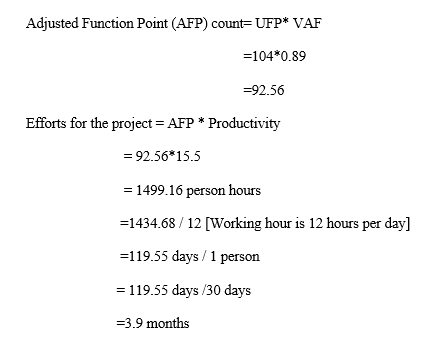 Adjusted Function Point (AFP) count= UFP* VAF
=104*0.89
=92.56
Efforts for the project = AFP * Productivity
= 92.56*15.5
= 1499.16 person hours
=1434.68 / 12 [Working hour is 12 hours per day]
=119.55 days / 1 person
= 119.55 days /30 days
=3.9 months